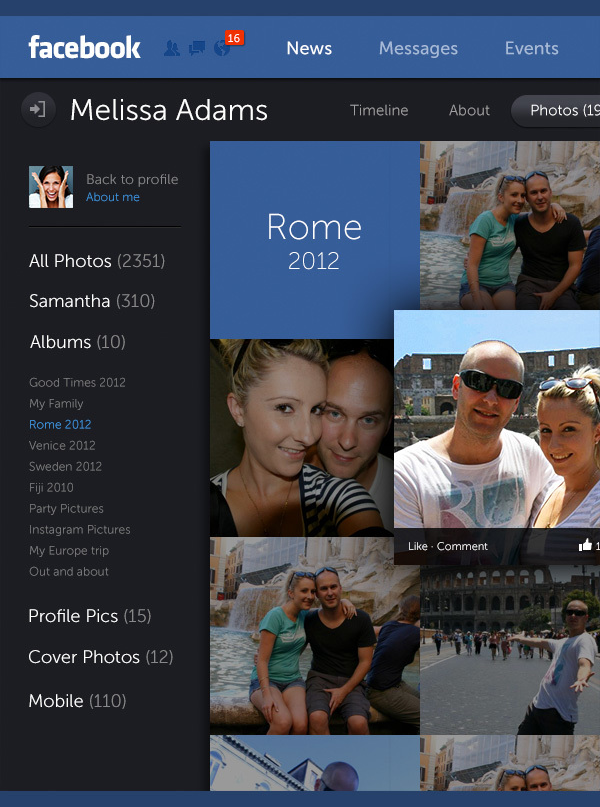 facebook
16
News
Messages
Events
Melissa Adams
Timeline
About
Photos (19
Back to profile
About me
All Photos (2351)
Samantha (310)
Albums (10)
Good Times 2012
My Family
Rome 2012
Venice 2012
Sweden 2012
Fiji 2010
Party Pictures
Instagram Pictures
My Europe trip
Out and about
Profile Pics (15)
Cover Photos (12)
Mobile (110)
Rome
2012
Like · Comment
1